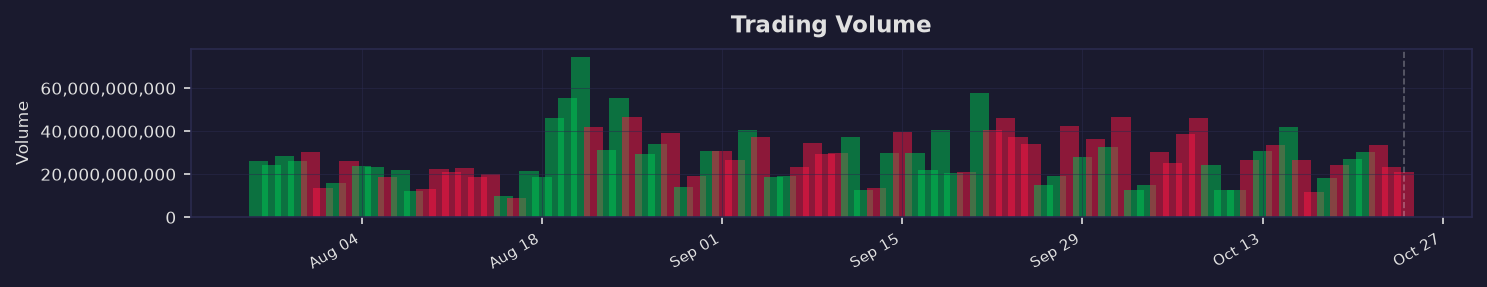 Trading Volume
Volume
60,000,000,000
40,000,000,000
20,000,000,000
0
Aug 04
Aug 18
Sep 01
Sep 15
Sep 29
Oct 13
Oct 27